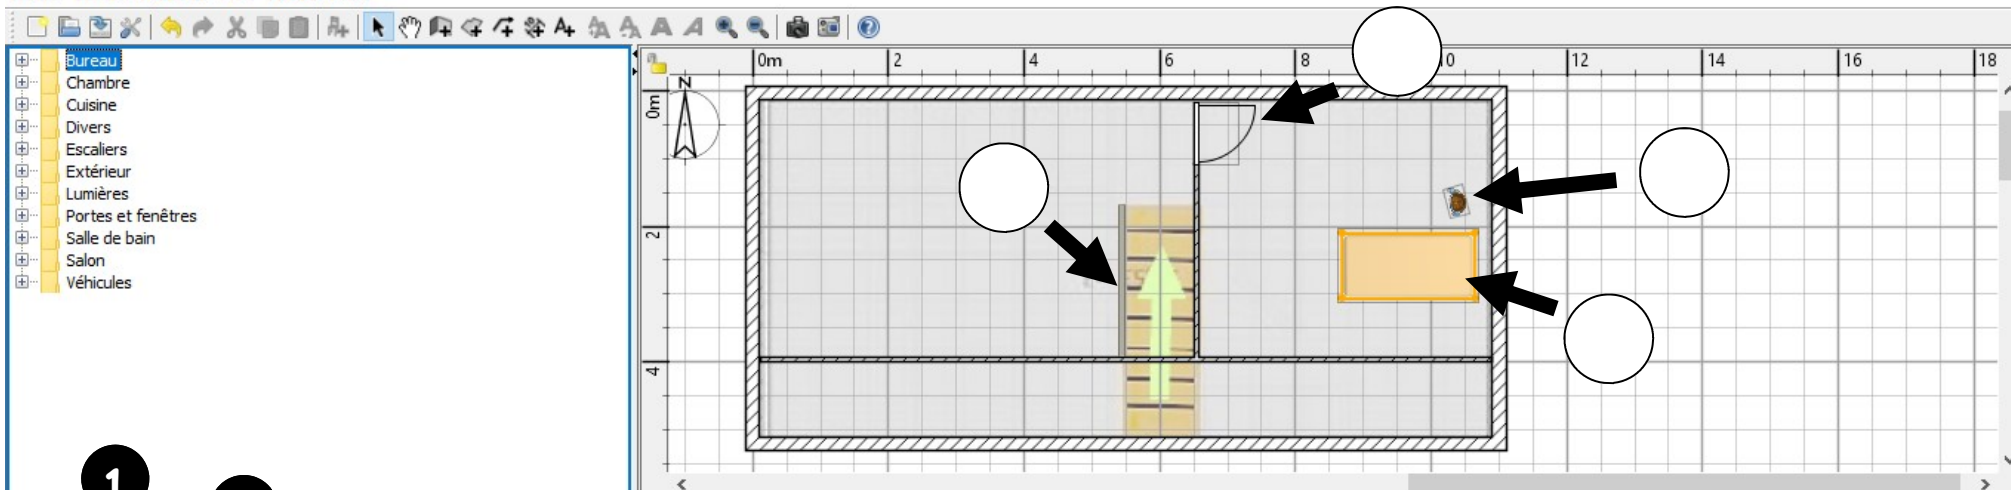 Bureau
Chambre
Cuisine
Divers
Escaliers
Extérieur
Lumières
Portes et fenêtres
Salle de bain
Salon
Véhicules
0m 2 4 6 8 0 12 14 16 18
N
0m
2
4
1